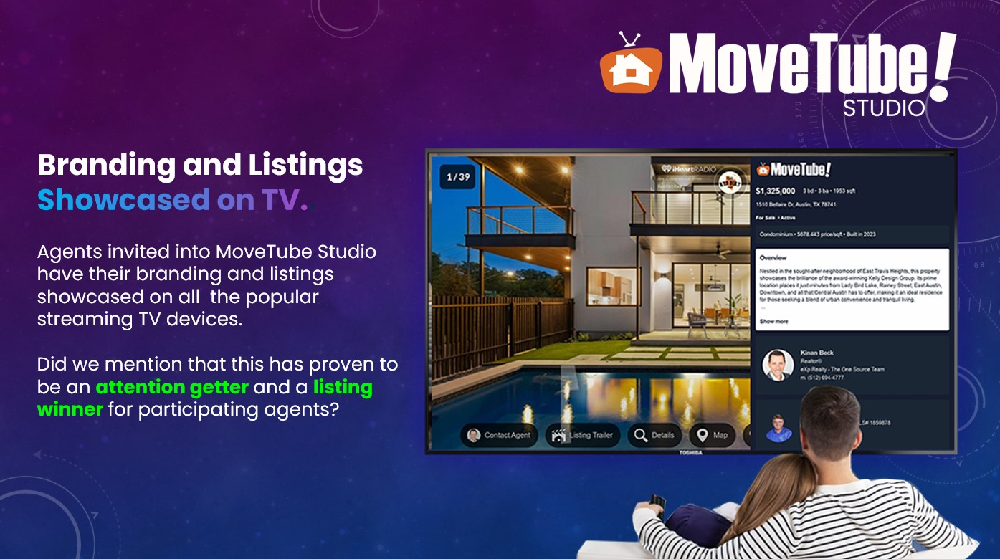 MoveTube!
STUDIO
Branding and Listings
Showcased on TV.
Agents invited into MoveTube Studio
have their branding and listings
showcased on all the popular
streaming TV devices.
Did we mention that this has proven to
be an attention getter and a listing
winner for participating agents?
1 / 39
iHeartRADIO
MoveTube!
$1,325,000 3 bd • 3 ba • 1953 sqft
1510 Bellaire Dr, Austin, TX 78741
For Sale • Active
Condominium • $678.443 price/sqft • Built in 2023
Overview
Nestled in the sought-after neighborhood of East Travis Heights, this property
showcases the brilliance of the award-winning Kelly Design Group. Its prime
location places it just minutes from Lady Bird Lake, Rainey Street, East Austin,
Downtown, and all that Central Austin has to offer, making it an ideal residence
for those seeking a blend of urban convenience and tranquil living.
...
Show more
Kinan Beck
Realtor®
eXp Realty - The One Source Team
m. (512) 694-4777
LS# 1859878
Contact Agent
Listing Trailer
Details
Map
TOSHIBA